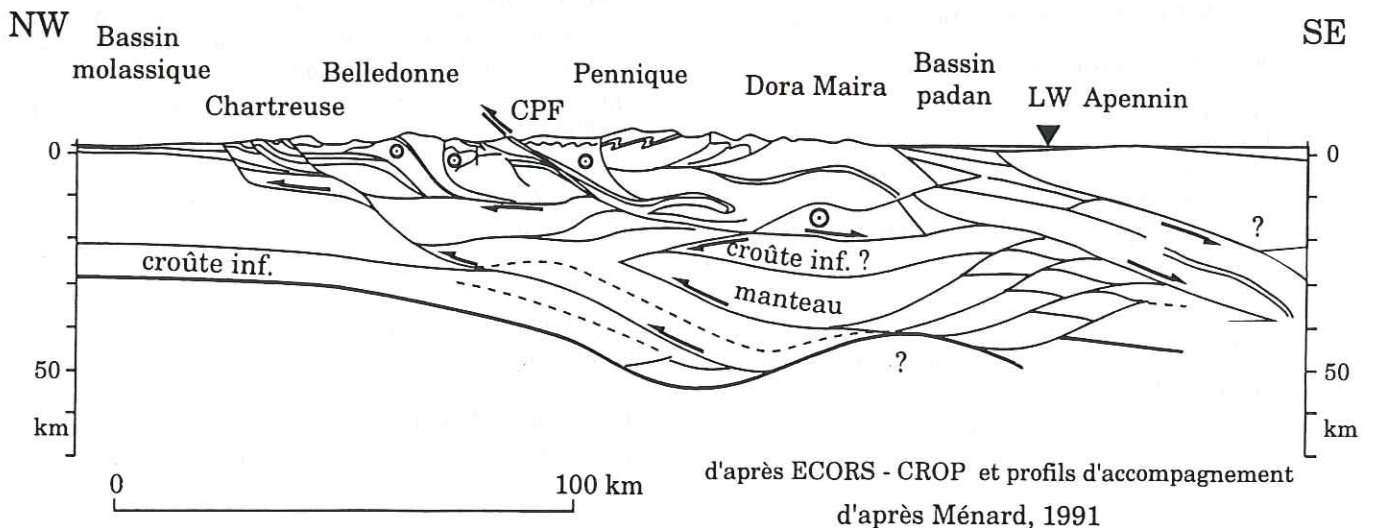 NW
SE
Bassin
molassique
Chartreuse
Belledonne
CPF
Pennique
Dora Maira
Bassin
padan
LW Apennin
0
0
?
croûte inf.
croûte inf. ?
manteau
?
50
50
km
km
0
100 km
d'après ECORS - CROP et profils d'accompagnement
d'après Ménard, 1991